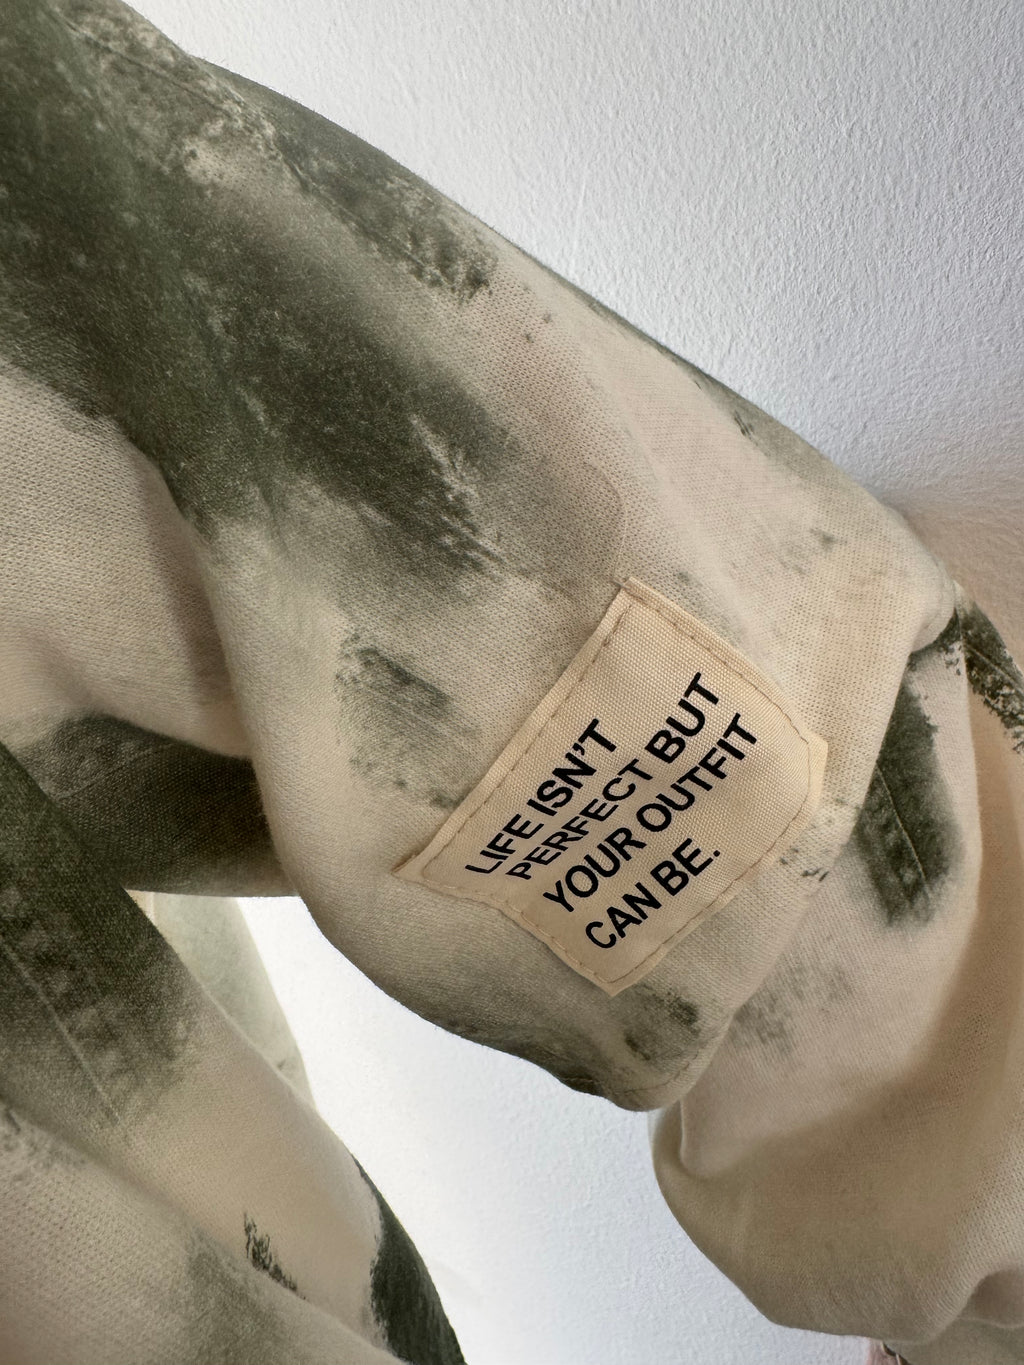 LIFE ISN'T
PERFECT BUT
YOUR OUTFIT
CAN BE.